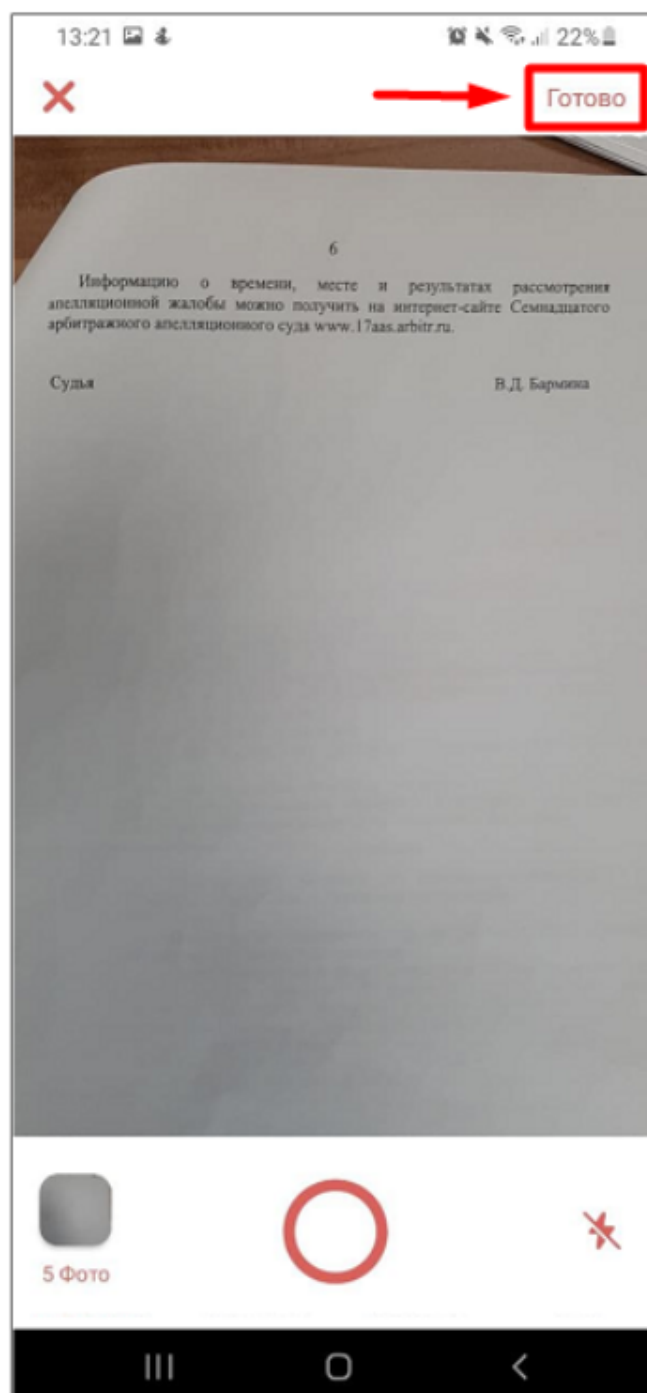 13:21 22%
Готово
6
Информацию о времени, месте и результатах рассмотрения
апелляционной жалобы можно получить на интернет-сайте Семнадцатого
арбитражного апелляционного суда www.17aas.arbitr.ru.
Судья В.Д. Бармина
5 Фото